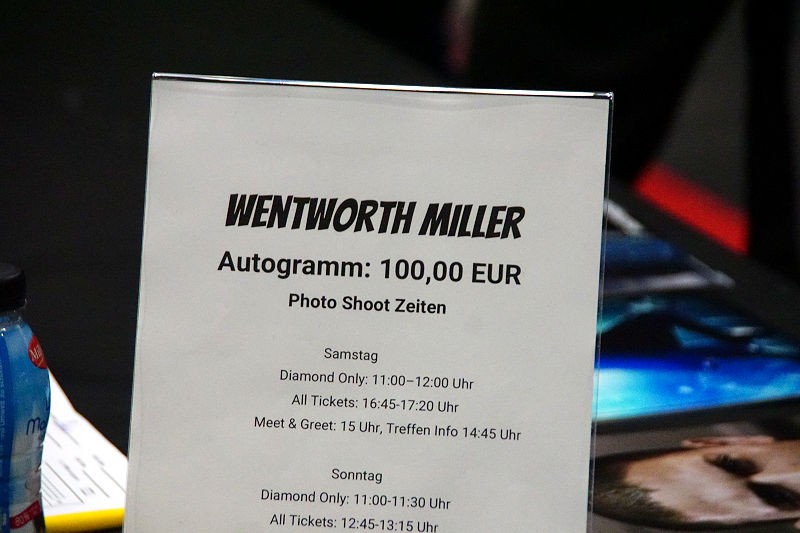 WENTWORTH MILLER
Autogramm: 100,00 EUR
Photo Shoot Zeiten
Samstag
Diamond Only: 11:00–12:00 Uhr
All Tickets: 16:45-17:20 Uhr
Meet & Greet: 15 Uhr, Treffen Info 14:45 Uhr
Sonntag
Diamond Only: 11:00-11:30 Uhr
All Tickets: 12:45-13:15 Uhr